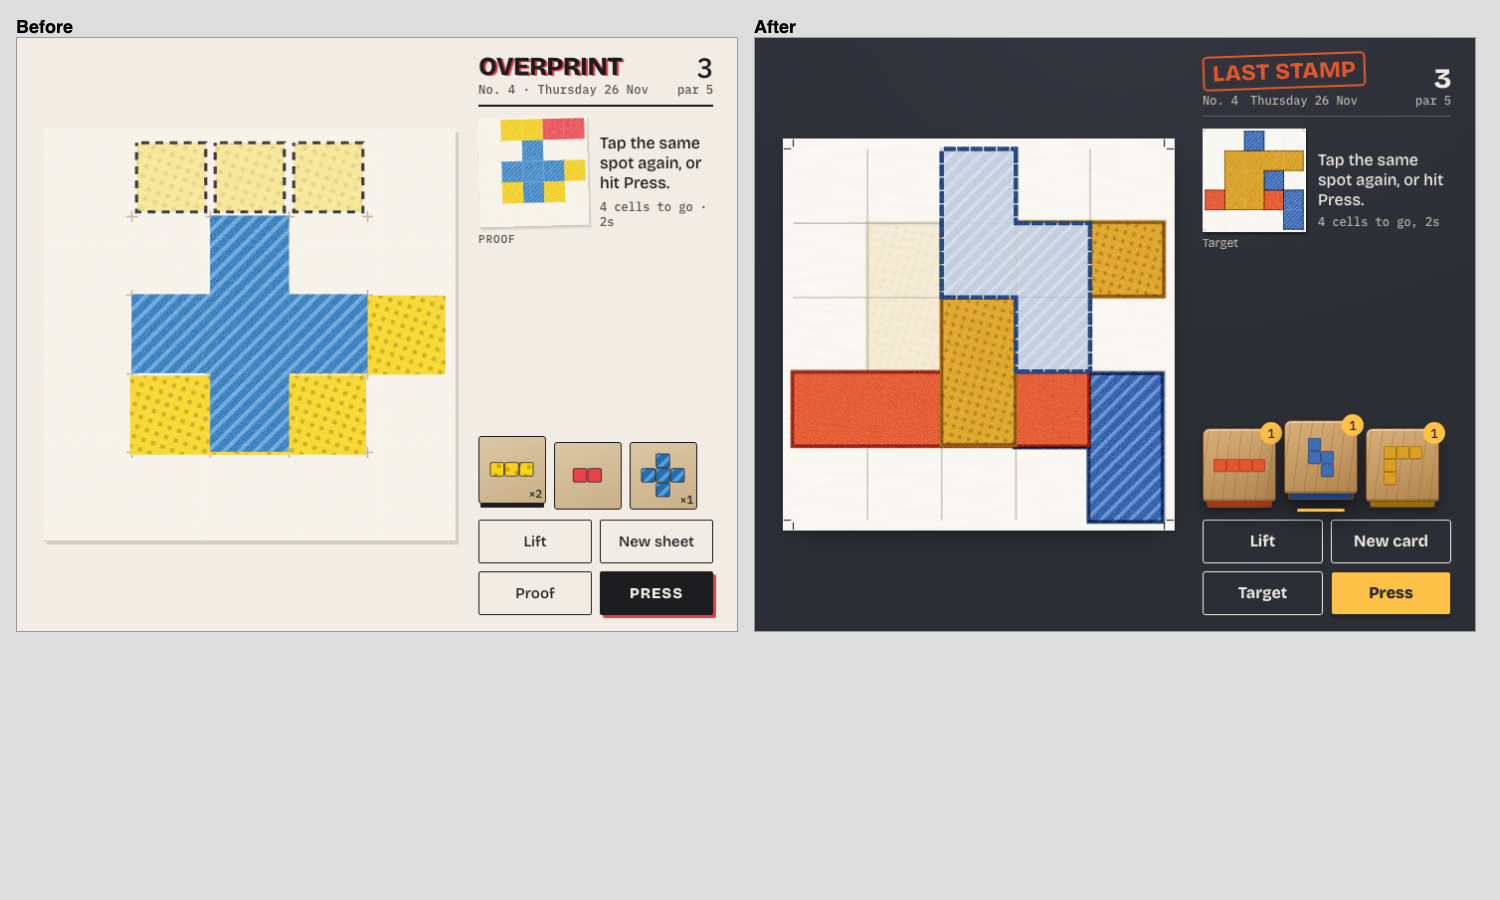 Before
OVERPRINT
3
No. 4 · Thursday 26 Nov
par 5
Tap the same
spot again, or
hit Press.
4 cells to go ·
2s
PROOF
×2
×1
Lift
New sheet
Proof
PRESS
After
LAST STAMP
3
No. 4 Thursday 26 Nov
par 5
Tap the same
spot again, or hit
Press.
4 cells to go, 2s
Target
1
1
1
Lift
New card
Target
Press